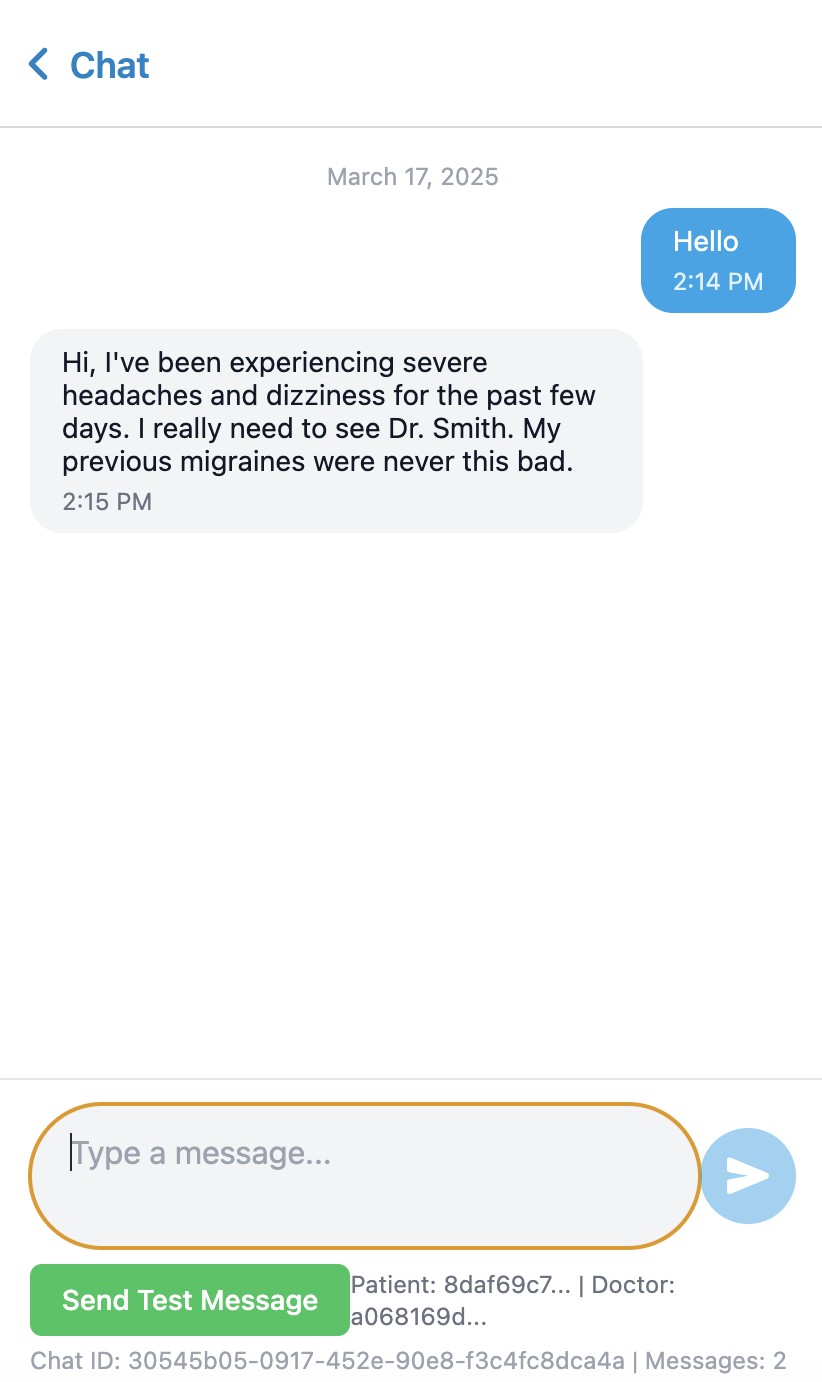 Chat
March 17, 2025
Hello
2:14 PM
Hi, I've been experiencing severe
headaches and dizziness for the past few
days. I really need to see Dr. Smith. My
previous migraines were never this bad.
2:15 PM
Type a message...
Send Test Message
Patient: 8daf69c7... | Doctor:
a068169d...
Chat ID: 30545b05-0917-452e-90e8-f3c4fc8dca4a | Messages: 2